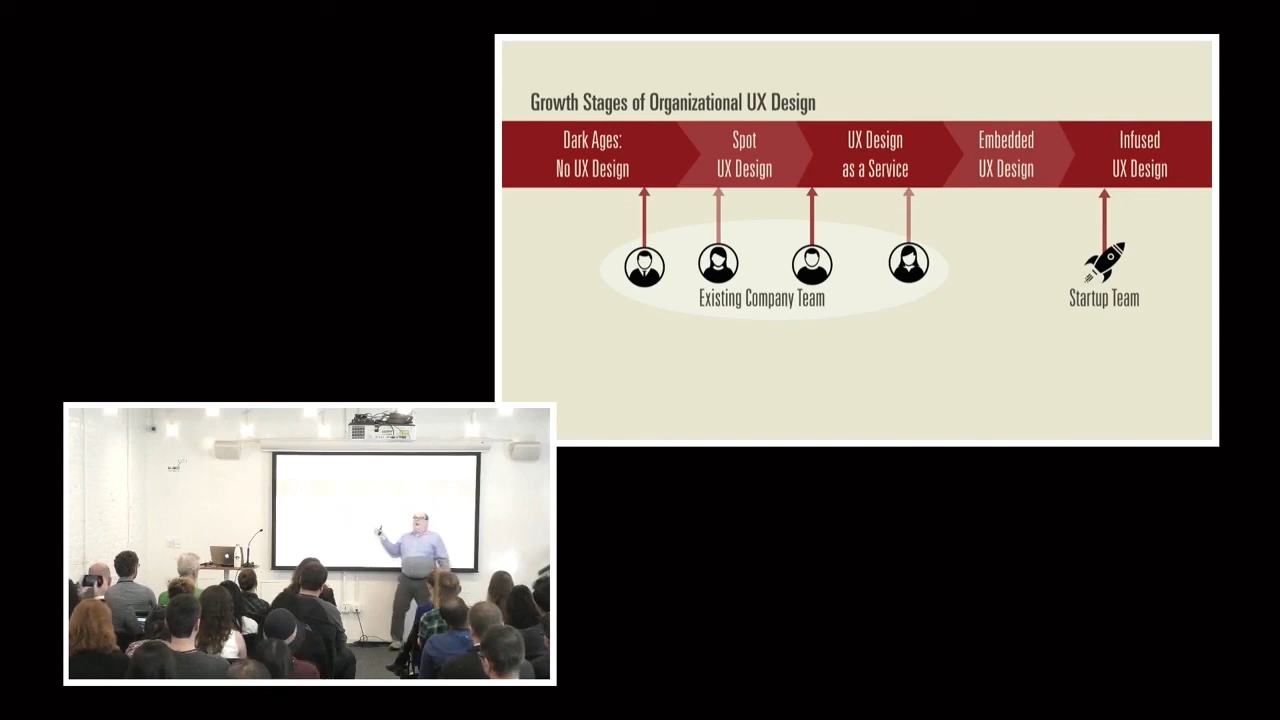 Growth Stages of Organizational UX Design
Dark Ages:
No UX Design
Spot
UX Design
UX Design
as a Service
Embedded
UX Design
Infused
UX Design
Existing Company Team
Startup Team